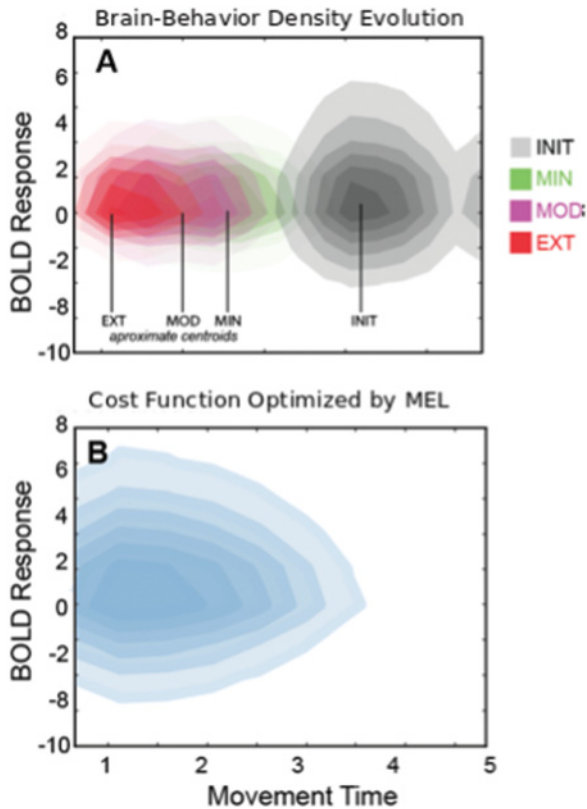 Brain-Behavior Density Evolution
8
6
4
2
0
-2
-8
-10
BOLD Response
A
EXT MOD MIN INIT
aproximate centroids
INIT
MIN
MOD:
EXT
Cost Function Optimized by MEL
8
6
4
2
0
-2
-8
-10
BOLD Response
B
1 2 3 4 5
Movement Time